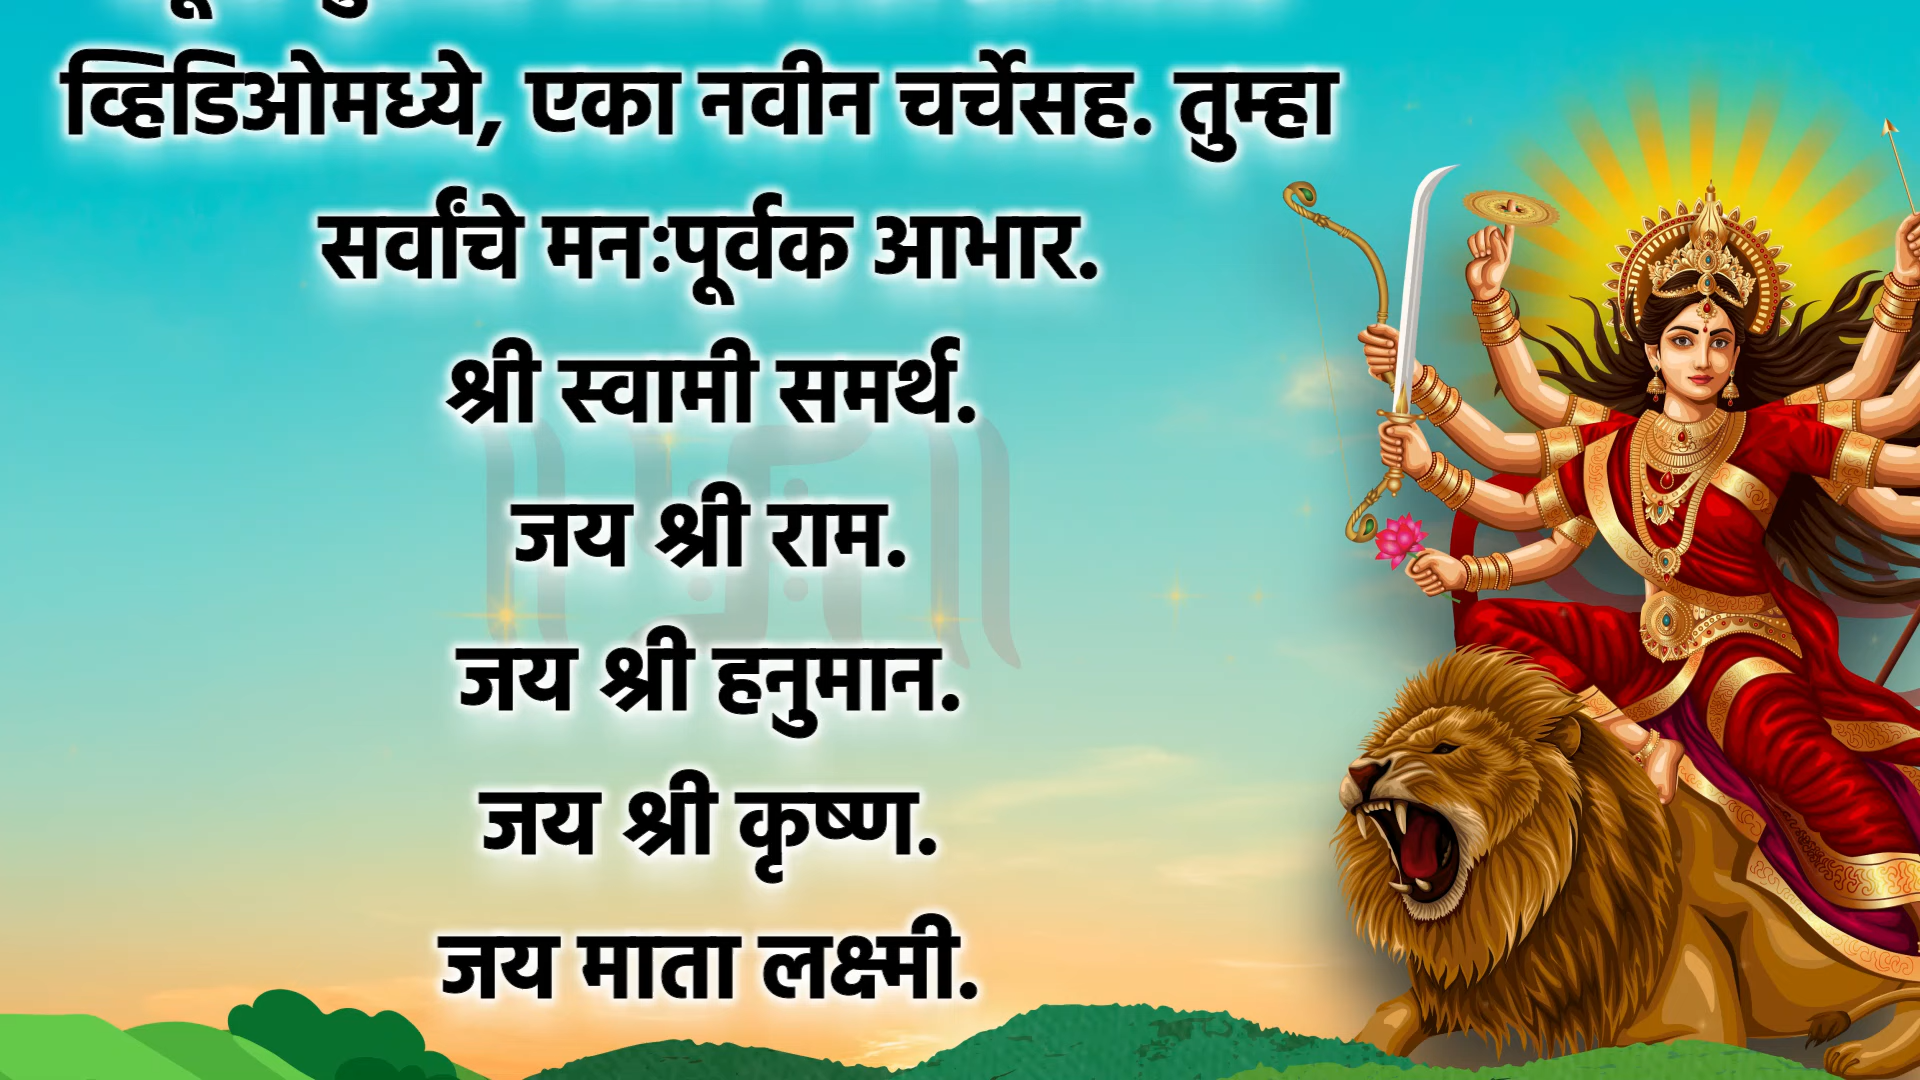 व्हिडिओमध्ये, एका नवीन चर्चेसह. तुम्हा
सर्वांचे मनःपूर्वक आभार.
श्री स्वामी समर्थ.
जय श्री राम.
जय श्री हनुमान.
जय श्री कृष्ण.
जय माता लक्ष्मी.